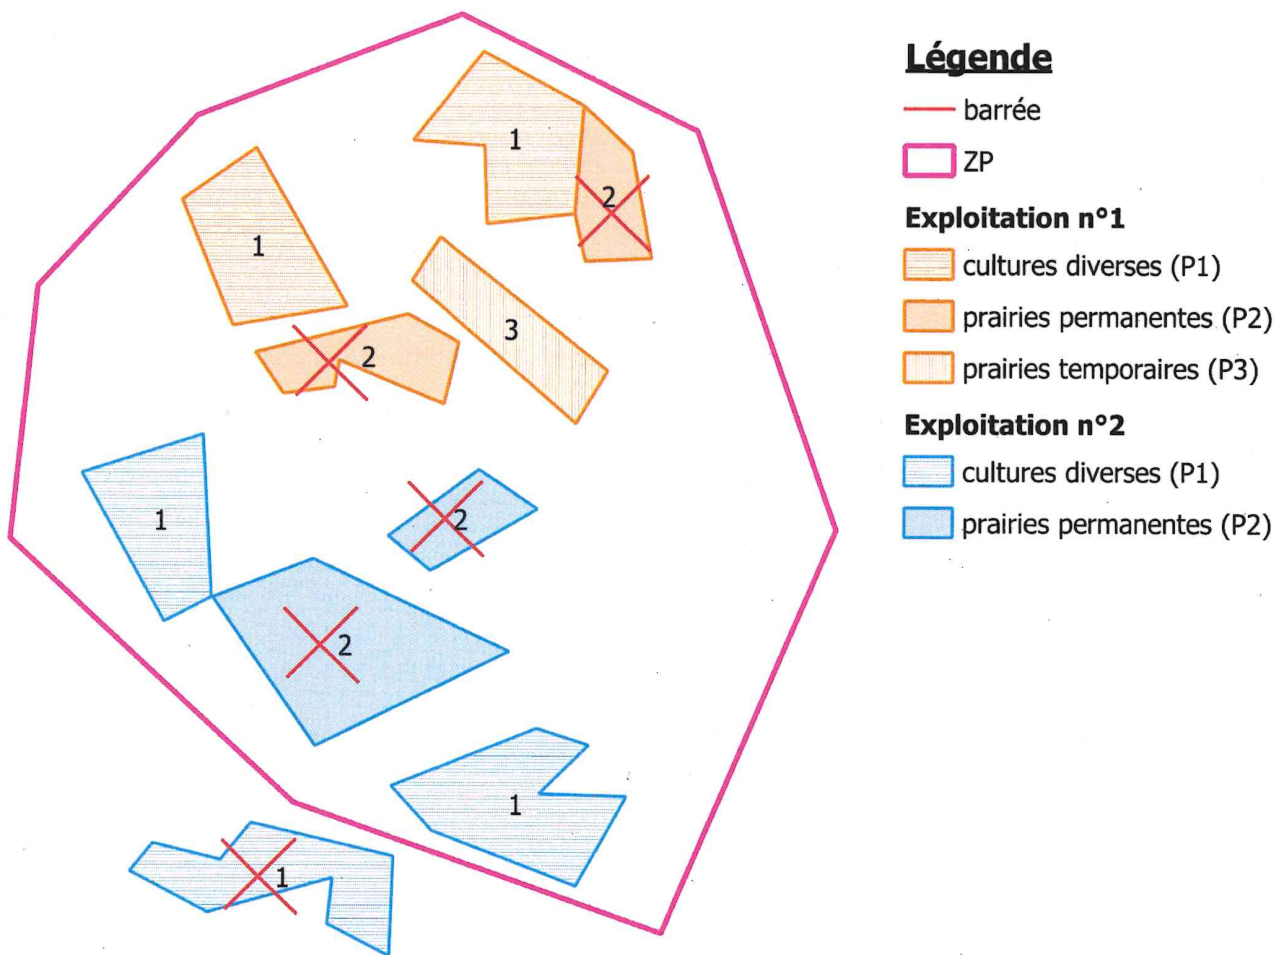 Légende
barrée
ZP
Exploitation n°1
cultures diverses (P1)
prairies permanentes (P2)
prairies temporaires (P3)
Exploitation n°2
cultures diverses (P1)
prairies permanentes (P2)
1
2
1
3
2
1
2
2
1
1